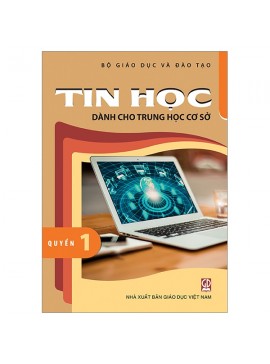 BỘ GIÁO DỤC VÀ ĐÀO TẠO
TIN HỌC
DÀNH CHO TRUNG HỌC CƠ SỞ
QUYỂN 1
NHÀ XUẤT BẢN GIÁO DỤC VIỆT NAM